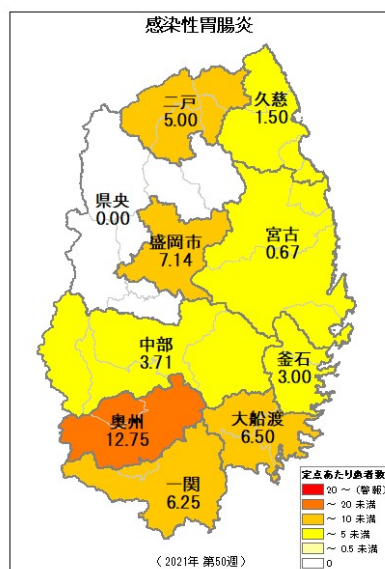 感染性胃腸炎
二戸
5.00
久慈
1.50
県央
0.00
盛岡市
7.14
宮古
0.67
中部
3.71
釜石
3.00
奥州
12.75
大船渡
6.50
一関
6.25
定点あたり患者数
20 ～ (警報)
～ 20 未満
～ 10 未満
～ 5 未満
～ 0.5 未満
0
( 2021年 第50週 )